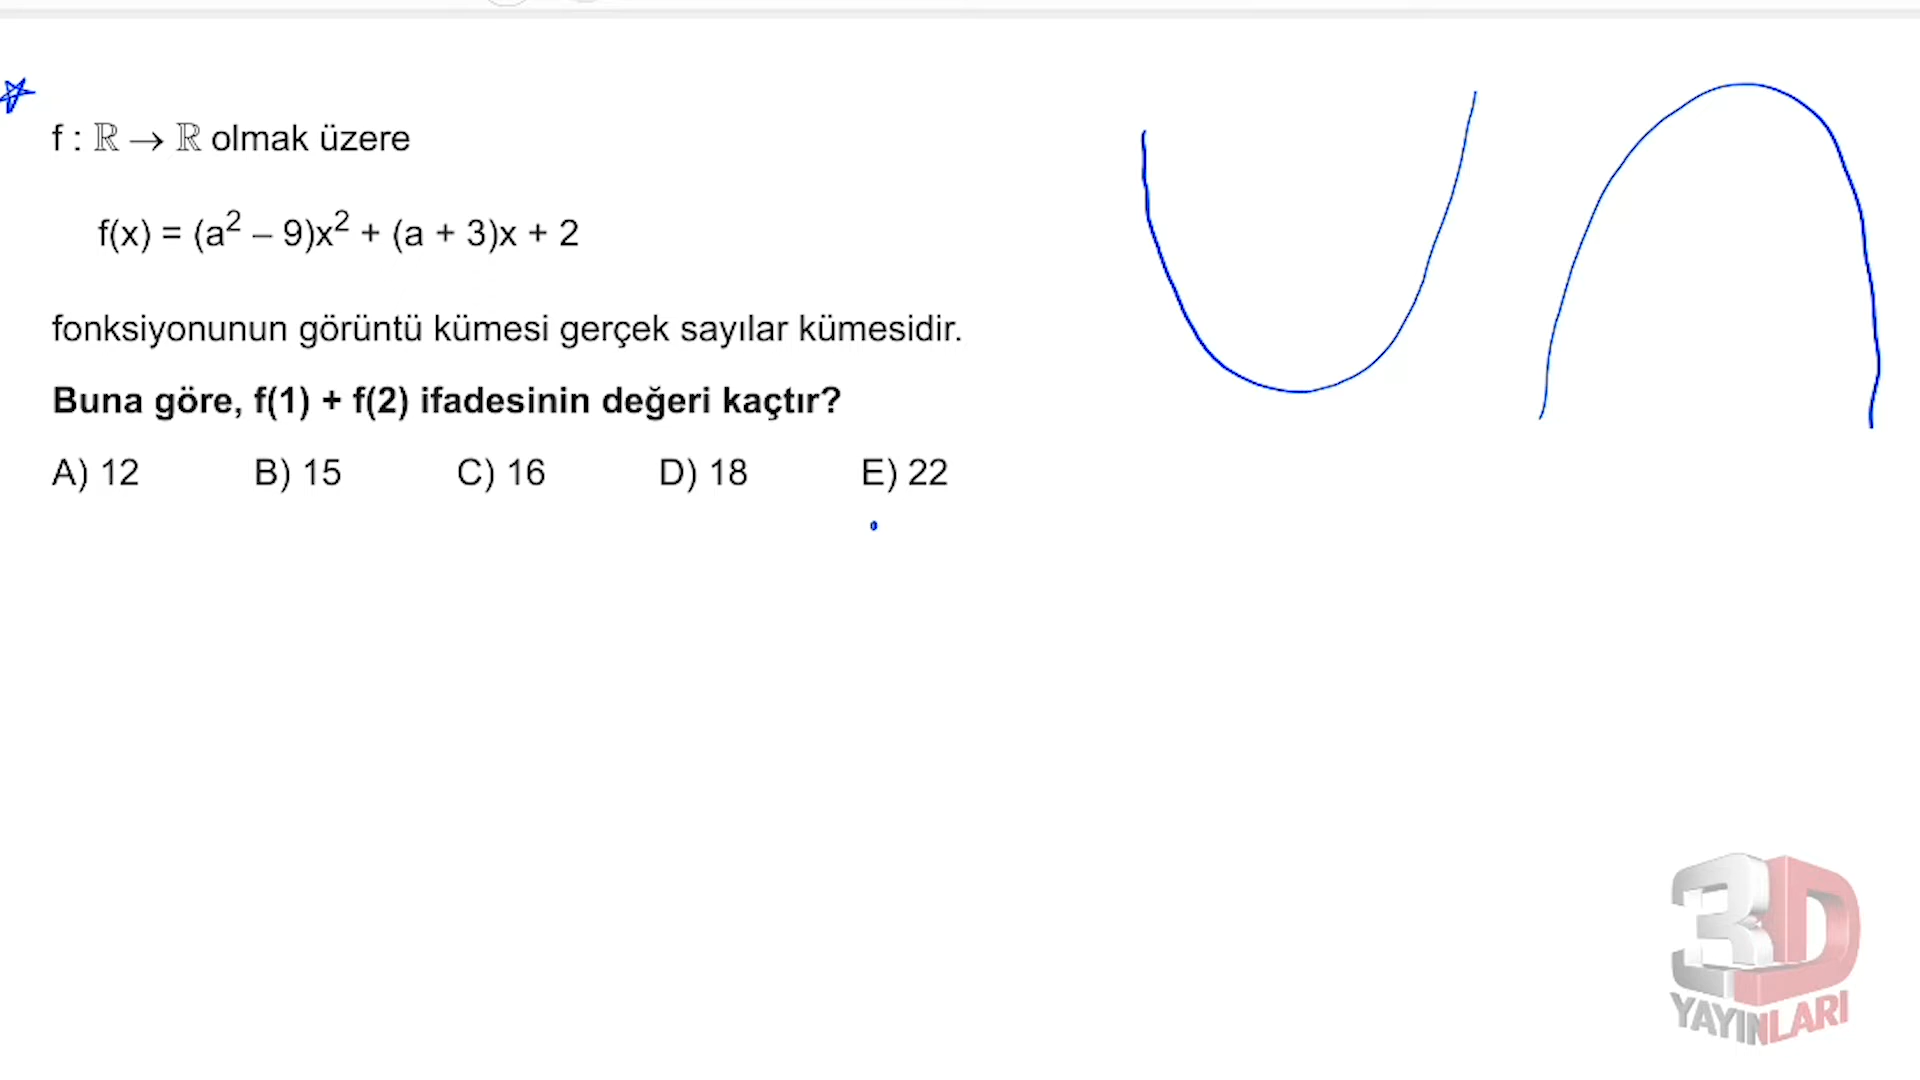 f : ℝ → ℝ olmak üzere
f(x) = (a² – 9)x² + (a + 3)x + 2
fonksiyonunun görüntü kümesi gerçek sayılar kümesidir.
Buna göre, f(1) + f(2) ifadesinin değeri kaçtır?
A) 12 B) 15 C) 16 D) 18 E) 22
3D
YAYINLARI